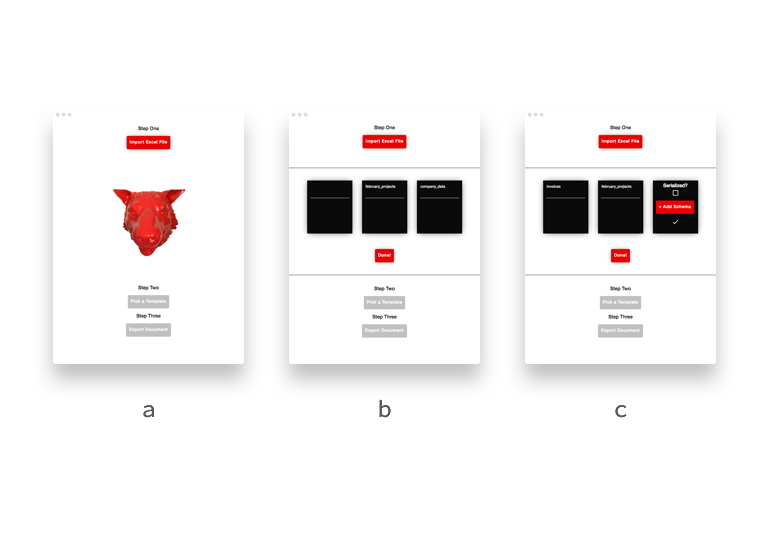 Step One
Import Excel File
Step Two
Pick a Template
Step Three
Export Document
a
Step One
Import Excel File
february_projects
company_data
Done!
Step Two
Pick a Template
Step Three
Export Document
b
Step One
Import Excel File
invoices
february_projects
Serialized?
+ Add Schema
Done!
Step Two
Pick a Template
Step Three
Export Document
c